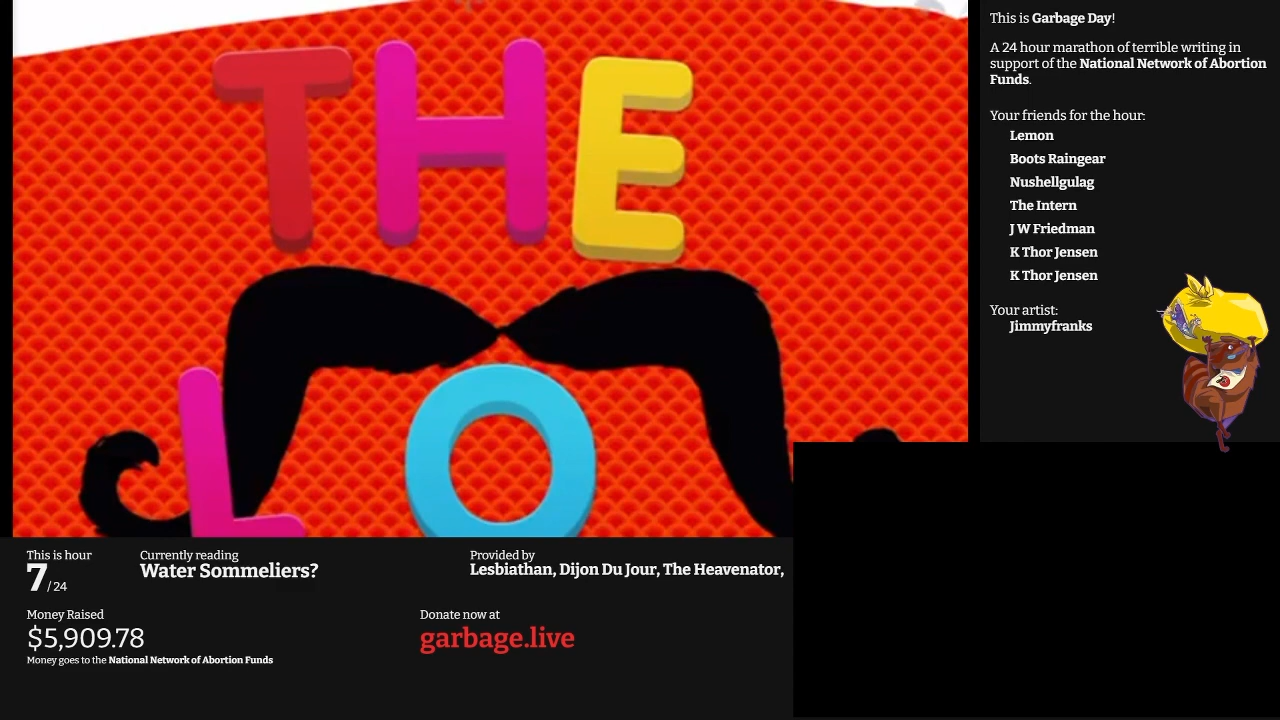 THE
LO
This is Garbage Day!
A 24 hour marathon of terrible writing in
support of the National Network of Abortion
Funds.
Your friends for the hour:
Lemon
Boots Raingear
Nushellgulag
The Intern
J W Friedman
K Thor Jensen
K Thor Jensen
Your artist:
Jimmyfranks
This is hour
7/24
Currently reading
Water Sommeliers?
Provided by
Lesbiathan, Dijon Du Jour, The Heavenator,
Money Raised
$5,909.78
Money goes to the National Network of Abortion Funds
Donate now at
garbage.live